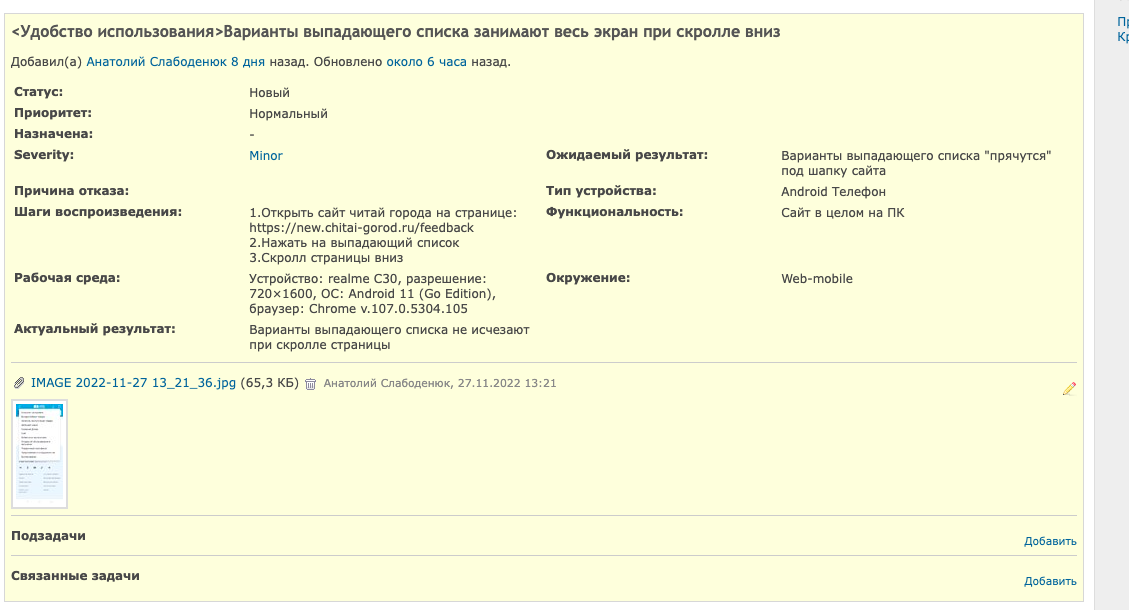 <Удобство использования>Варианты выпадающего списка занимают весь экран при скролле вниз
Добавил(а) Анатолий Слабоденюк 8 дня назад. Обновлено около 6 часа назад.
Статус: Новый
Приоритет: Нормальный
Назначена: -
Severity: Minor
Ожидаемый результат: Варианты выпадающего списка "прячутся"
под шапку сайта
Причина отказа:
Тип устройства: Android Телефон
Шаги воспроизведения: 1.Открыть сайт читай города на странице:
https://new.chitai-gorod.ru/feedback
2.Нажать на выпадающий список
3.Скролл страницы вниз
Функциональность: Сайт в целом на ПК
Рабочая среда: Устройство: realme C30, разрешение:
720×1600, ОС: Android 11 (Go Edition),
браузер: Chrome v.107.0.5304.105
Окружение: Web-mobile
Актуальный результат: Варианты выпадающего списка не исчезают
при скролле страницы
IMAGE 2022-11-27 13_21_36.jpg (65,3 КБ) Анатолий Слабоденюк, 27.11.2022 13:21
Подзадачи
Добавить
Связанные задачи
Добавить